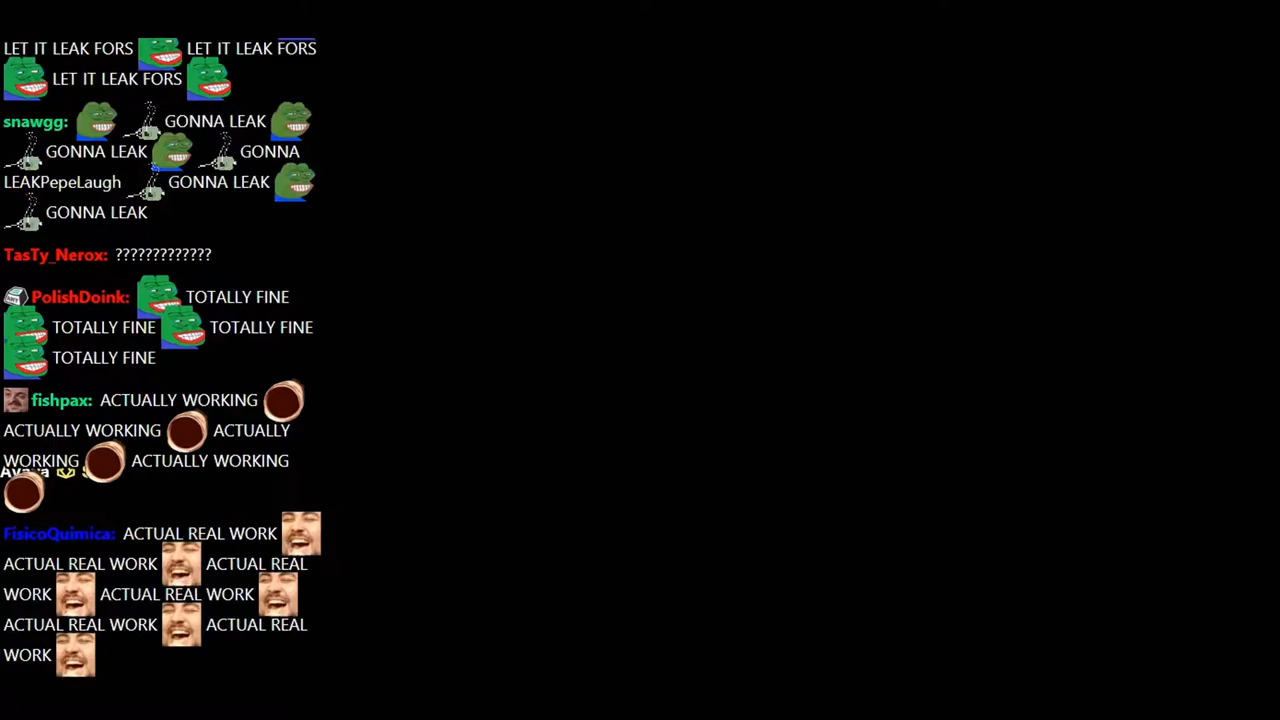 LET IT LEAK FORS LET IT LEAK FORS
LET IT LEAK FORS
snawgg: GONNA LEAK
GONNA LEAK GONNA
LEAKPepeLaugh GONNA LEAK
GONNA LEAK
TasTy_Nerox: ?????????????
PolishDoink: TOTALLY FINE
TOTALLY FINE TOTALLY FINE
TOTALLY FINE
fishpax: ACTUALLY WORKING
ACTUALLY WORKING ACTUALLY
WORKING ACTUALLY WORKING
FisicoQuimica: ACTUAL REAL WORK
ACTUAL REAL WORK ACTUAL REAL
WORK ACTUAL REAL WORK
ACTUAL REAL WORK ACTUAL REAL
WORK